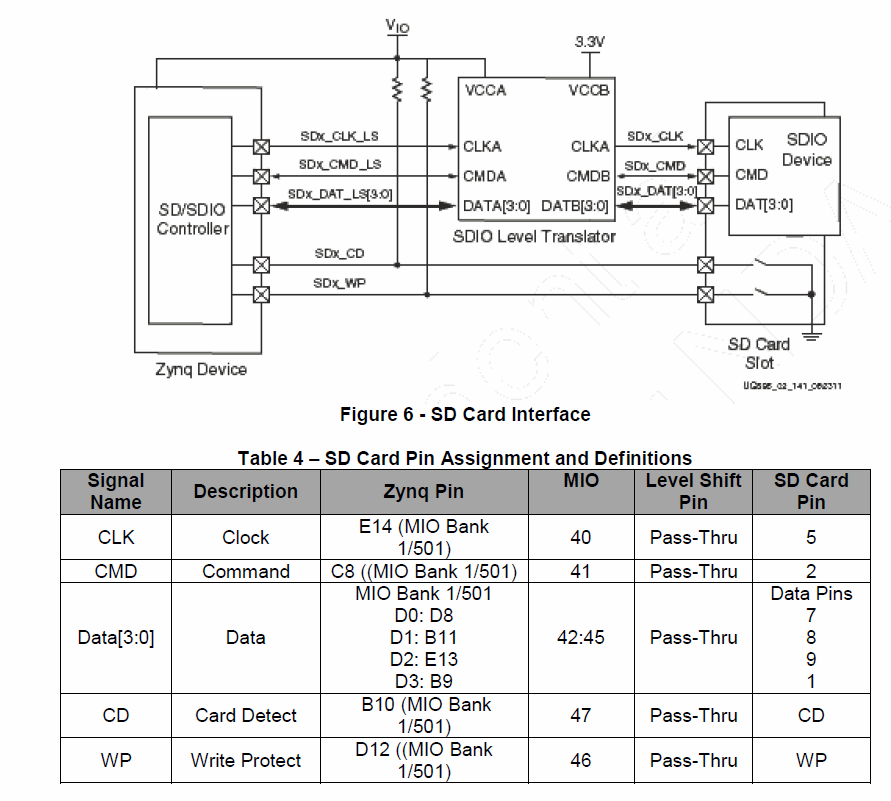 VIO
3.3V
VCCA VCCB
SDx_CLK_LS CLKA CLKA SDx_CLK CLK SDIO
Device
SDx_CMD_LS CMDA CMDB SDx_CMD CMD
SDx_DAT_LS[3:0] DATA[3:0] DATB[3:0] SDx_DAT[3:0] DAT[3:0]
SD/SDIO
Controller
SDIO Level Translator
SDx_CD
SDx_WP
Zynq Device
SD Card
Slot
Figure 6 - SD Card Interface
Table 4 – SD Card Pin Assignment and Definitions
Signal
Name
Description
Zynq Pin
MIO
Level Shift
Pin
SD Card
Pin
CLK
Clock
E14 (MIO Bank
1/501)
40
Pass-Thru
5
CMD
Command
C8 ((MIO Bank 1/501)
41
Pass-Thru
2
Data[3:0]
Data
MIO Bank 1/501
D0: D8
D1: B11
D2: E13
D3: B9
42:45
Pass-Thru
Data Pins
7
8
9
1
CD
Card Detect
B10 (MIO Bank
1/501)
47
Pass-Thru
CD
WP
Write Protect
D12 ((MIO Bank
1/501)
46
Pass-Thru
WP